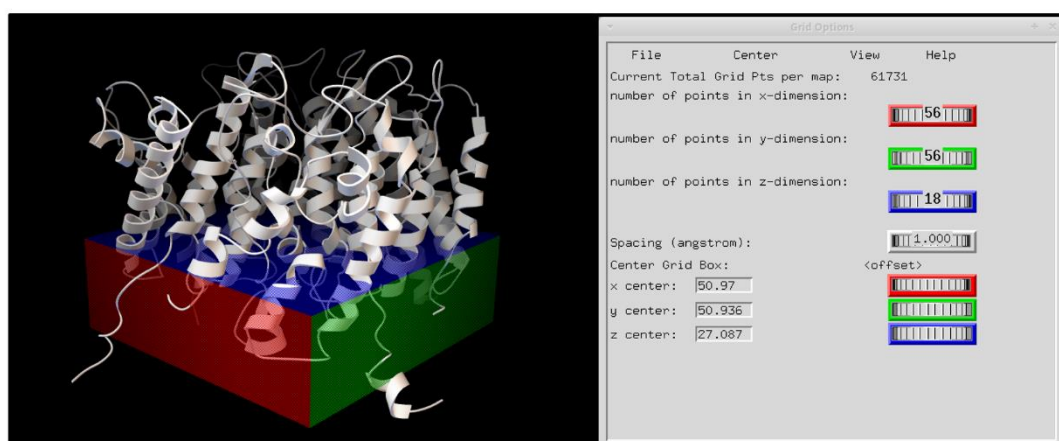 Grid Options
File Center View Help
Current Total Grid Pts per map: 61731
number of points in x-dimension:
56
number of points in y-dimension:
56
number of points in z-dimension:
18
Spacing (angstrom): 1.000
Center Grid Box: <offset>
x center: 50.97
y center: 50.936
z center: 27.087